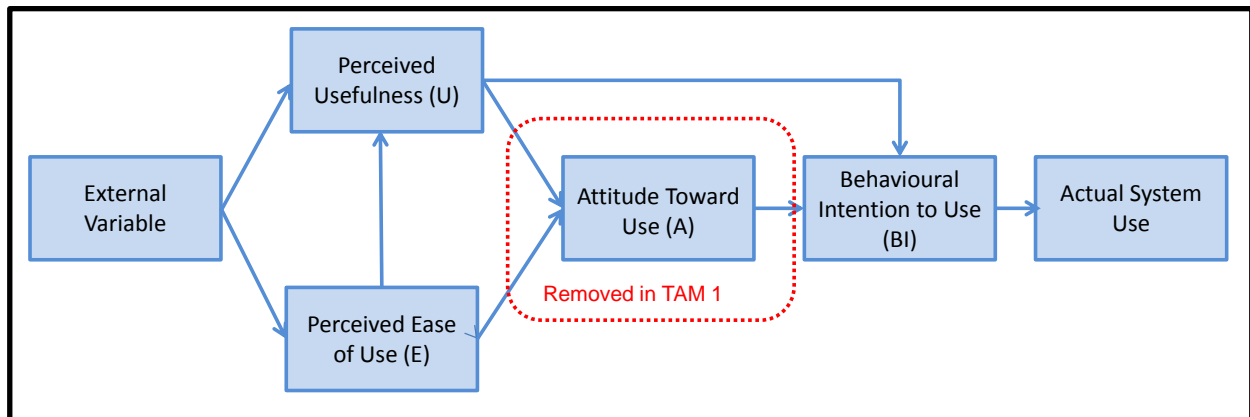 Perceived
Usefulness (U)
External
Variable
Attitude Toward
Use (A)
Behavioural
Intention to Use
(BI)
Actual System
Use
Removed in TAM 1
Perceived Ease
of Use (E)